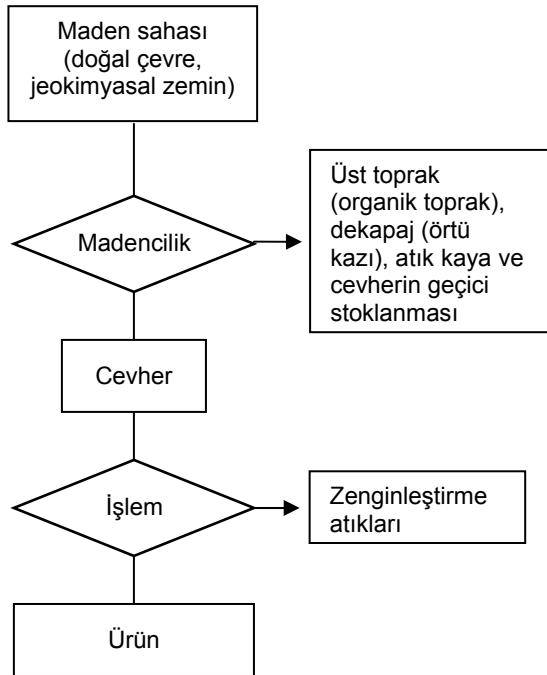 Maden sahası
(doğal çevre,
jeokimyasal zemin)
Madencilik
Üst toprak
(organik toprak),
dekapaj (örtü
kazı), atık kaya ve
cevherin geçici
stoklanması
Cevher
İşlem
Zenginleştirme
atıkları
Ürün